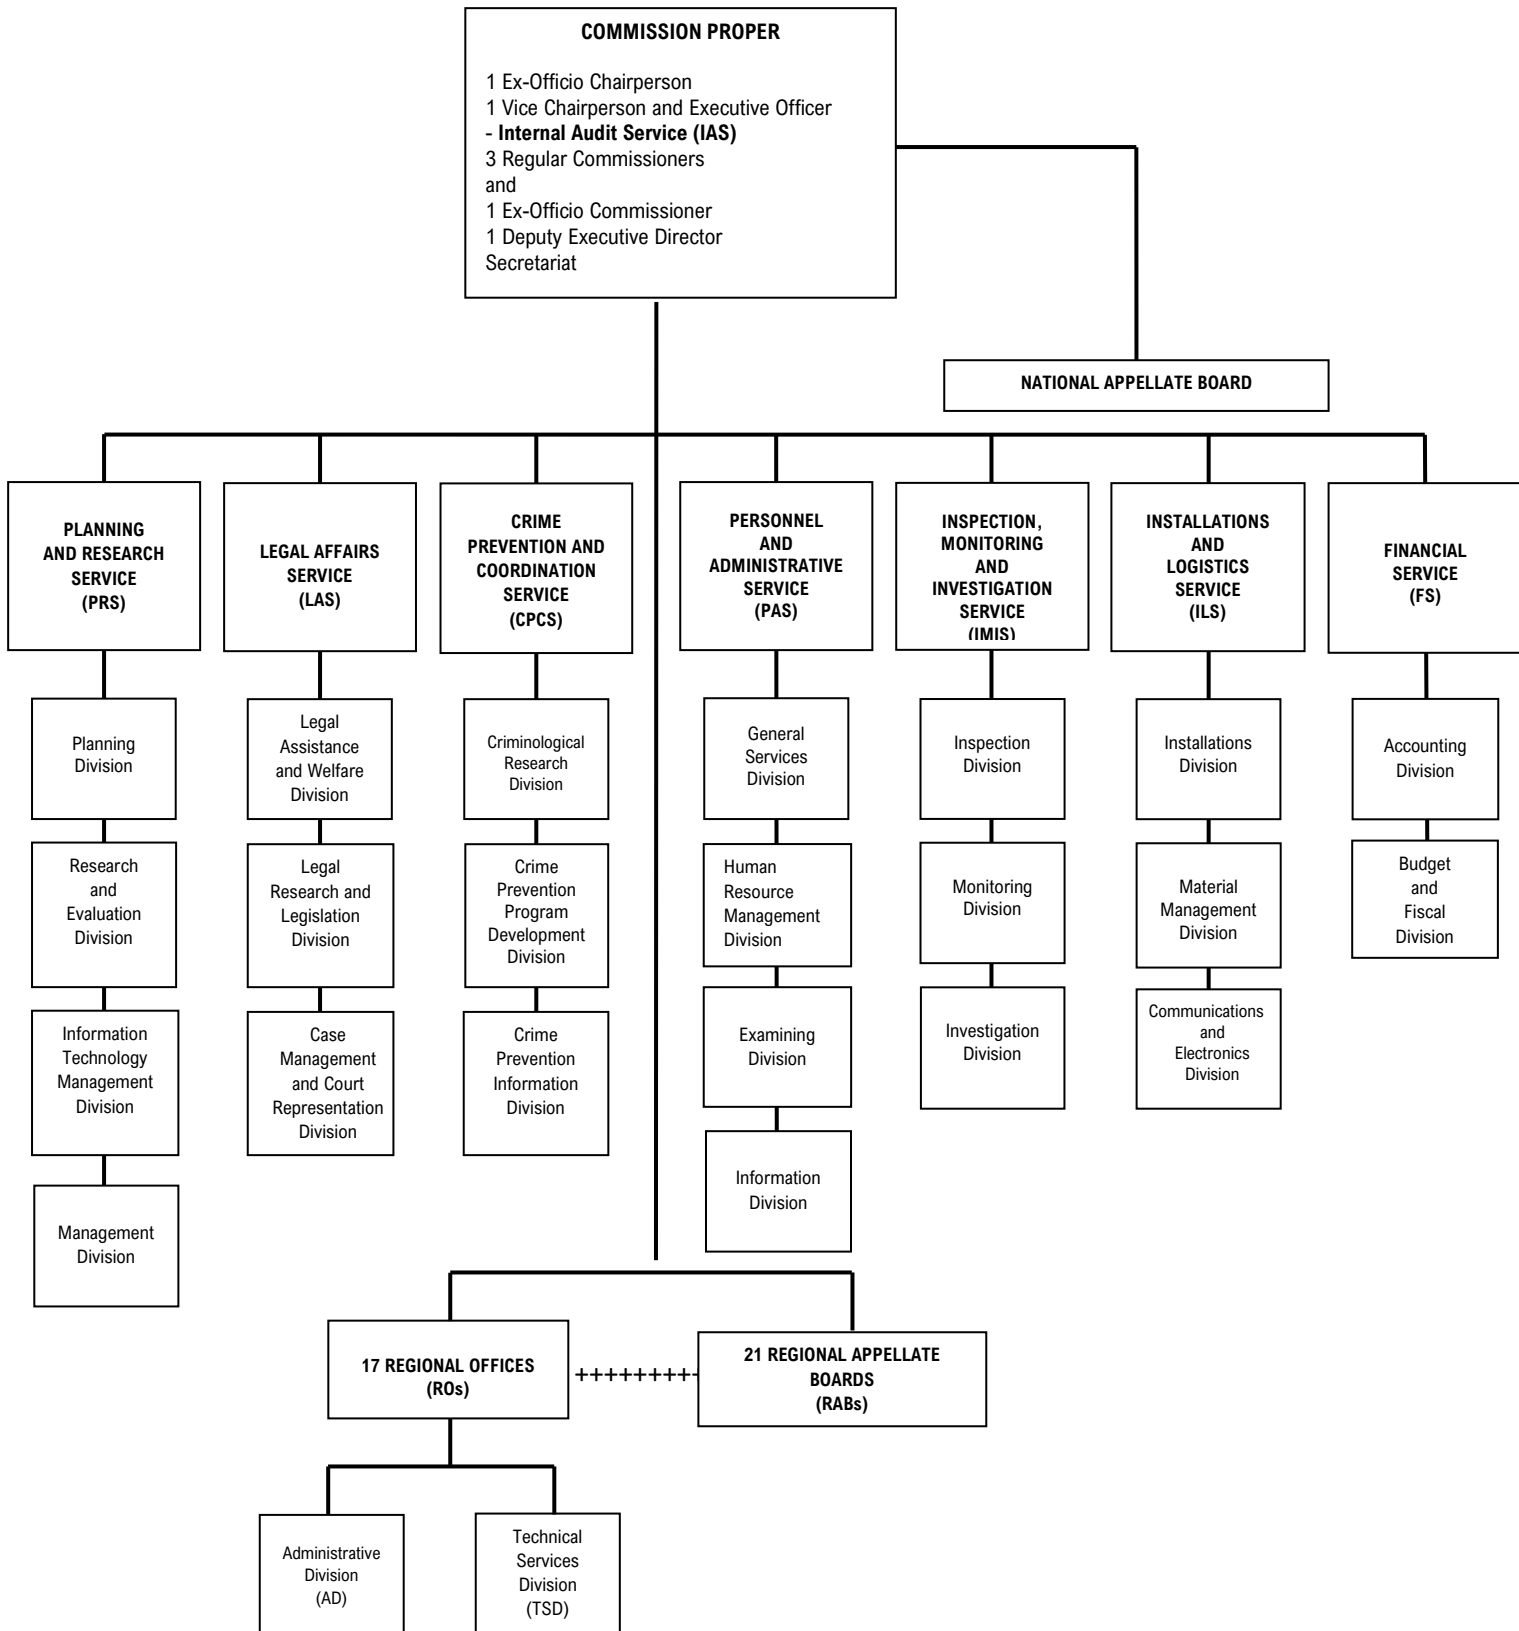 COMMISSION PROPER
1 Ex-Officio Chairperson
1 Vice Chairperson and Executive Officer
- Internal Audit Service (IAS)
3 Regular Commissioners
and
1 Ex-Officio Commissioner
1 Deputy Executive Director
Secretariat
NATIONAL APPELLATE BOARD
PLANNING
AND RESEARCH
SERVICE
(PRS)
LEGAL AFFAIRS
SERVICE
(LAS)
CRIME
PREVENTION AND
COORDINATION
SERVICE
(CPCS)
PERSONNEL
AND
ADMINISTRATIVE
SERVICE
(PAS)
INSPECTION,
MONITORING
AND
INVESTIGATION
SERVICE
(IMIS)
INSTALLATIONS
AND
LOGISTICS
SERVICE
(ILS)
FINANCIAL
SERVICE
(FS)
Planning
Division
Legal
Assistance
and Welfare
Division
Criminological
Research
Division
General
Services
Division
Inspection
Division
Installations
Division
Accounting
Division
Research
and
Evaluation
Division
Legal
Research and
Legislation
Division
Crime
Prevention
Program
Development
Division
Human
Resource
Management
Division
Monitoring
Division
Material
Management
Division
Budget
and
Fiscal
Division
Information
Technology
Management
Division
Case
Management
and Court
Representation
Division
Crime
Prevention
Information
Division
Examining
Division
Investigation
Division
Communications
and
Electronics
Division
Management
Division
Information
Division
17 REGIONAL OFFICES
(ROs)
+++++++++
21 REGIONAL APPELLATE
BOARDS
(RABs)
Administrative
Division
(AD)
Technical
Services
Division
(TSD)